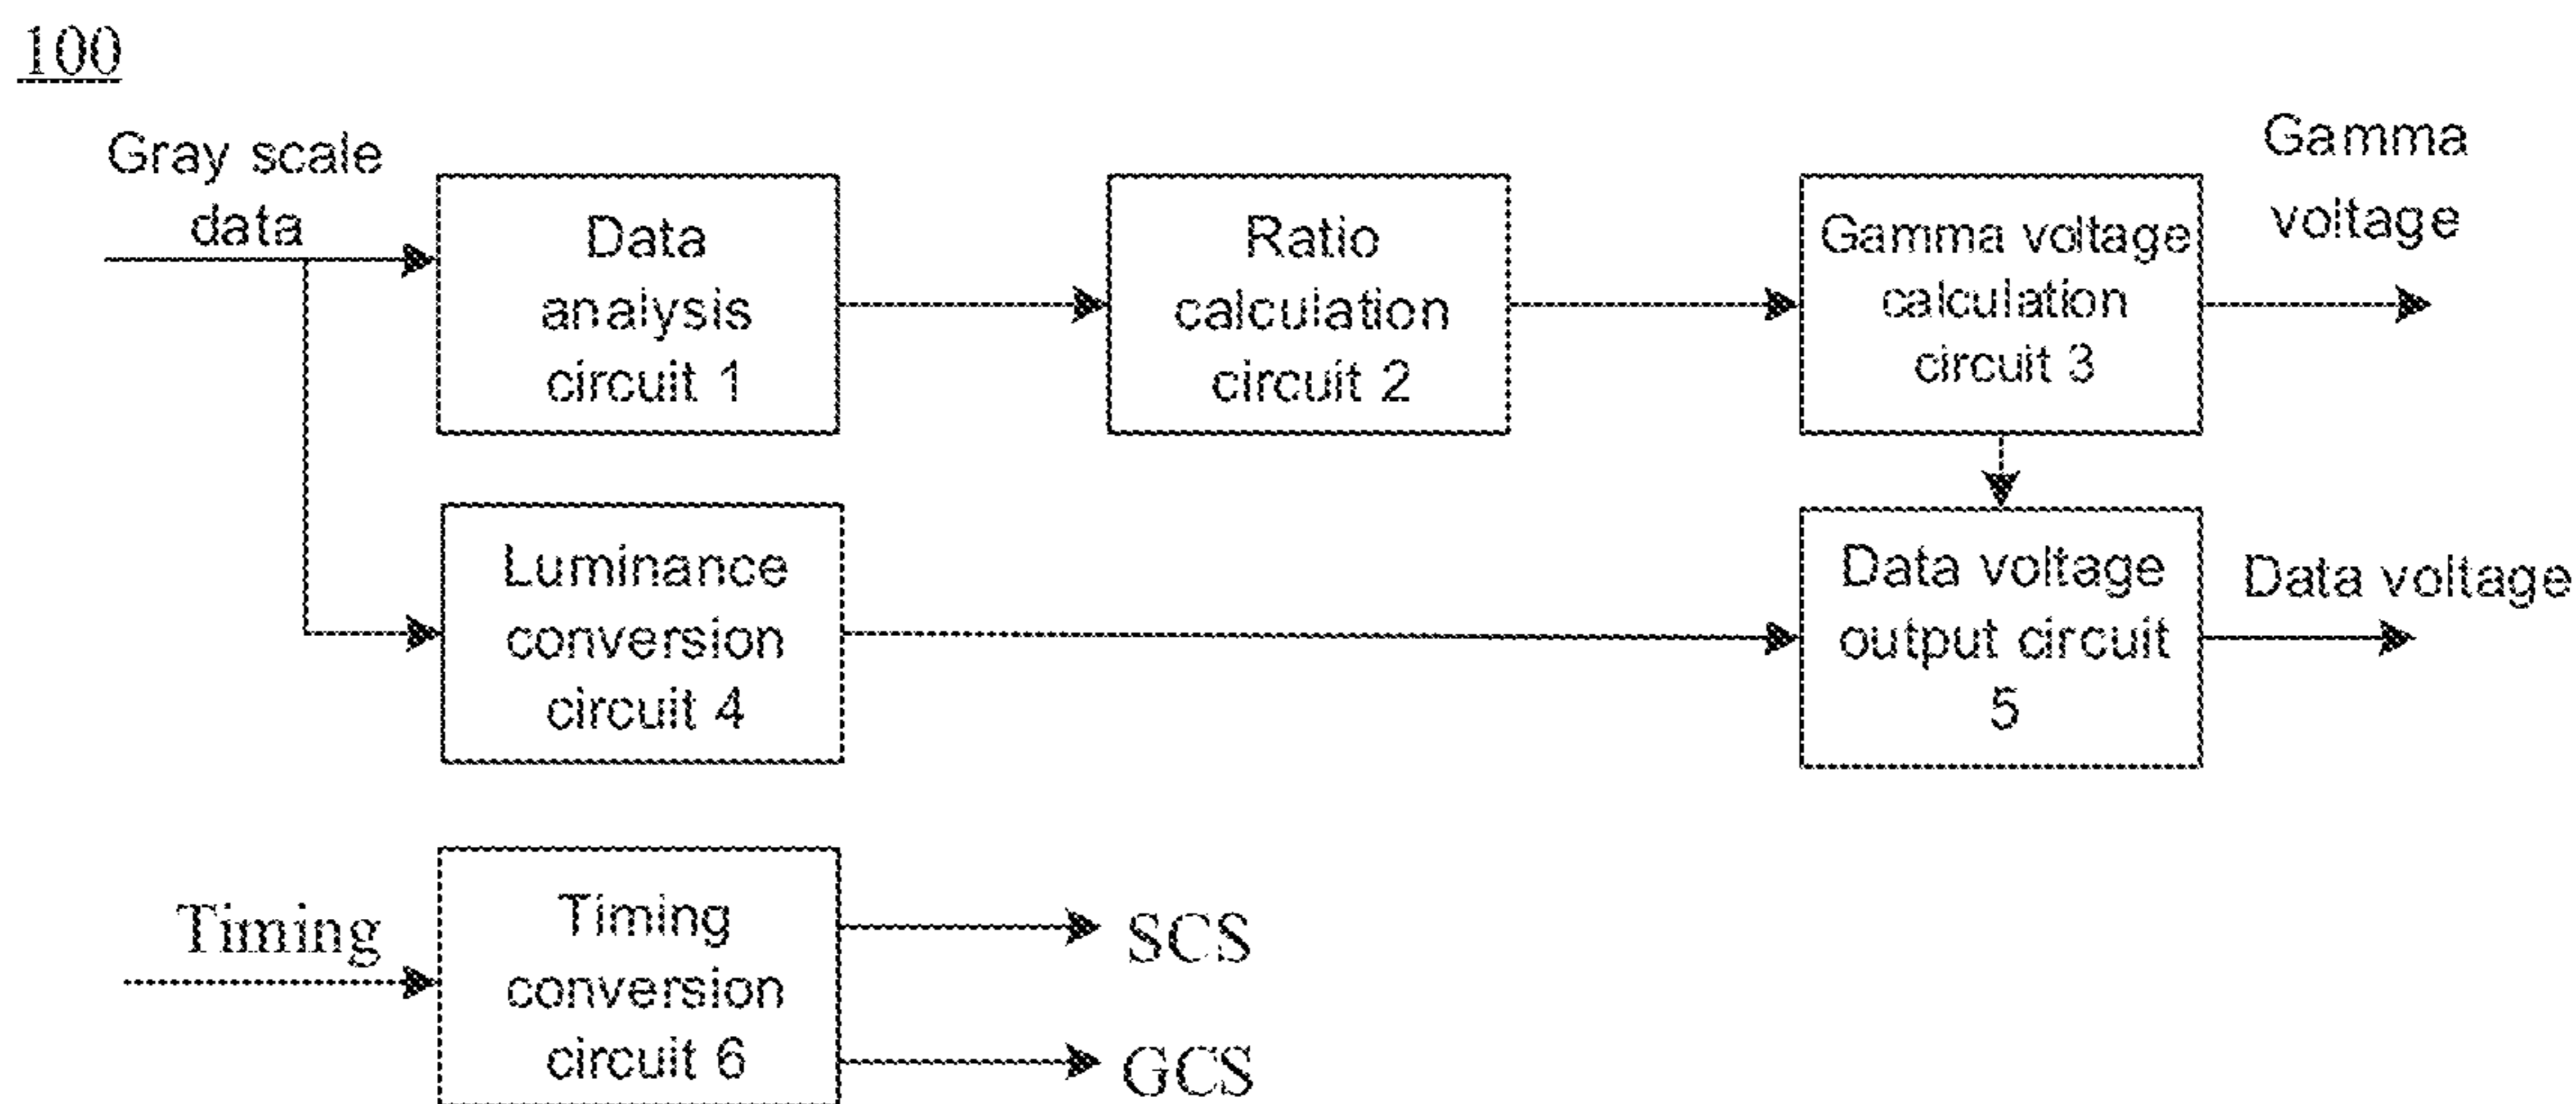 100
Gray scale
data
Data
analysis
circuit 1
Ratio
calculation
circuit 2
Gamma voltage
calculation
circuit 3
Gamma
voltage
Luminance
conversion
circuit 4
Data voltage
output circuit
5
Data voltage
Timing
Timing
conversion
circuit 6
SCS
GCS